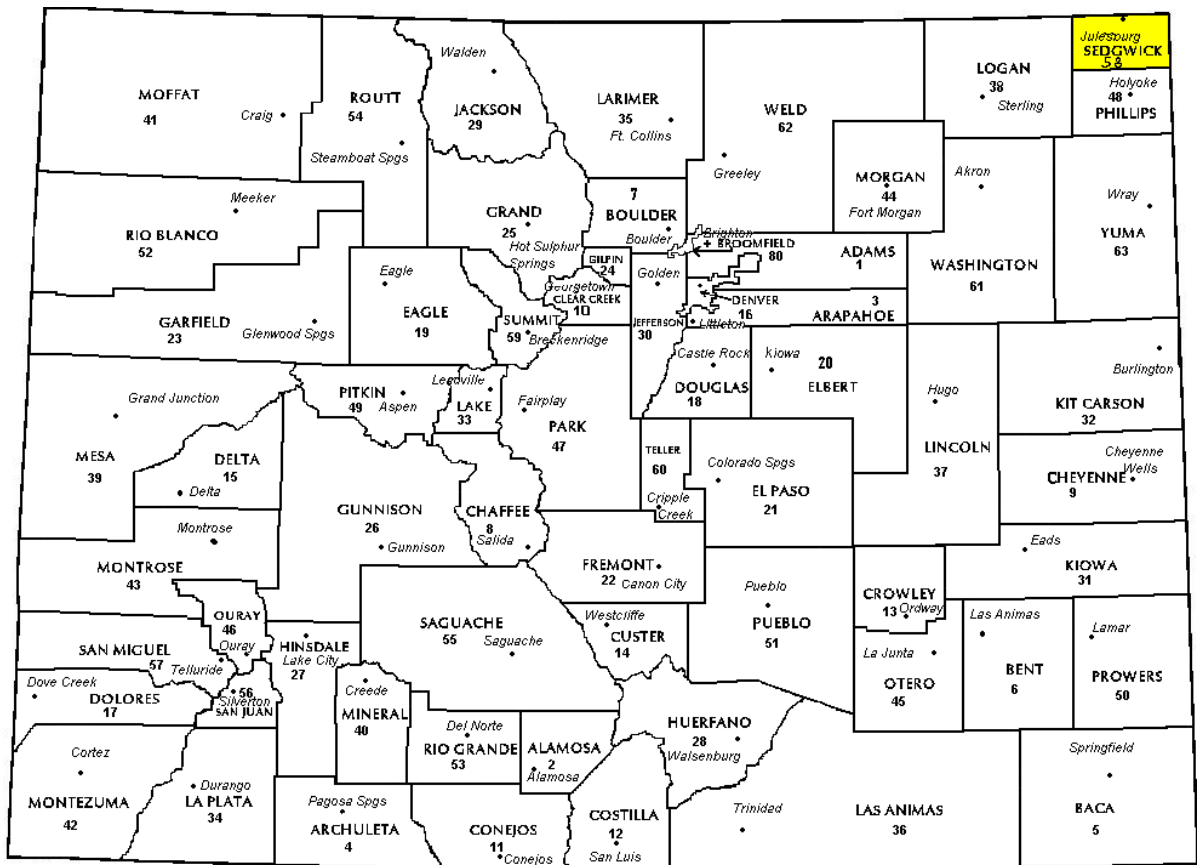 Julesburg
SEDGWICK
58
Walden
JACKSON
29
LOGAN
38
Sterling
Holyoke
48
PHILLIPS
MOFFAT
41
Craig
ROUTT
54
Steamboat Spgs
LARIMER
35
Ft. Collins
WELD
62
Greeley
MORGAN
44
Fort Morgan
Akron
WASHINGTON
61
Wray
YUMA
63
Meeker
RIO BLANCO
52
GRAND
25
Hot Sulphur
Springs
7
BOULDER
Boulder
Brighton
+ BROOMFIELD
80
ADAMS
1
GILPIN
24
Golden
Georgetown
CLEAR CREEK
10
DENVER
16
3
ARAPAHOE
Littleton
JEFFERSON
30
Eagle
EAGLE
19
SUMMIT
59
Breckenridge
GARFIELD
23
Glenwood Spgs
Castle Rock
DOUGLAS
18
Kiowa
20
ELBERT
Hugo
LINCOLN
37
Burlington
KIT CARSON
32
Grand Junction
MESA
39
PITKIN
49
Aspen
Leadville
LAKE
33
Fairplay
PARK
47
DELTA
15
Delta
TELLER
60
Cripple
Creek
Colorado Spgs
EL PASO
21
Cheyenne
Wells
CHEYENNE
9
GUNNISON
26
Gunnison
CHAFFEE
8
Salida
Montrose
MONTROSE
43
FREMONT
22
Canon City
Eads
KIOWA
31
CROWLEY
13
Ordway
Pueblo
PUEBLO
51
OURAY
46
Ouray
SAGUACHE
55
Saguache
Westcliffe
CUSTER
14
Las Animas
BENT
6
Lamar
PROWERS
50
La Junta
OTERO
45
SAN MIGUEL
57
Telluride
HINSDALE
Lake City
27
Dove Creek
DOLORES
17
56
Silverton
SAN JUAN
Creede
MINERAL
40
Del Norte
RIO GRANDE
53
ALAMOSA
2
Alamosa
HUERFANO
28
Walsenburg
Cortez
MONTEZUMA
42
Durango
LA PLATA
34
Pagosa Spgs
ARCHULETA
4
CONEJOS
11
Conejos
COSTILLA
12
San Luis
Trinidad
LAS ANIMAS
36
Springfield
BACA
5